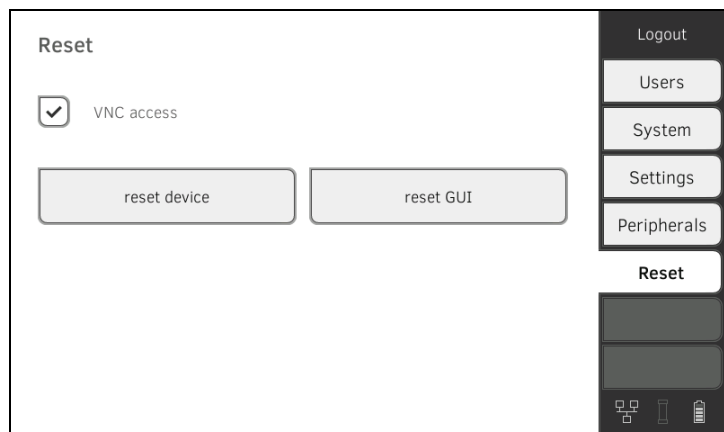 Reset
VNC access
reset device
reset GUI
Logout
Users
System
Settings
Peripherals
Reset